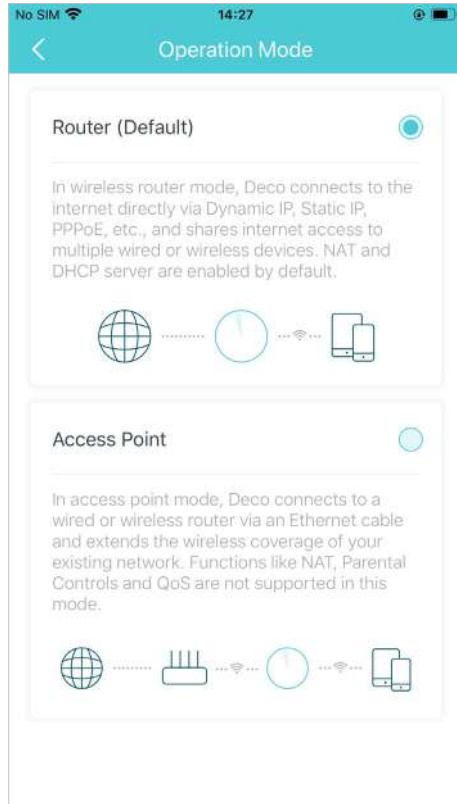 No SIM 14:27
Operation Mode
Router (Default)
In wireless router mode, Deco connects to the
internet directly via Dynamic IP, Static IP,
PPPoE, etc., and shares internet access to
multiple wired or wireless devices. NAT and
DHCP server are enabled by default.
Access Point
In access point mode, Deco connects to a
wired or wireless router via an Ethernet cable
and extends the wireless coverage of your
existing network. Functions like NAT, Parental
Controls and QoS are not supported in this
mode.